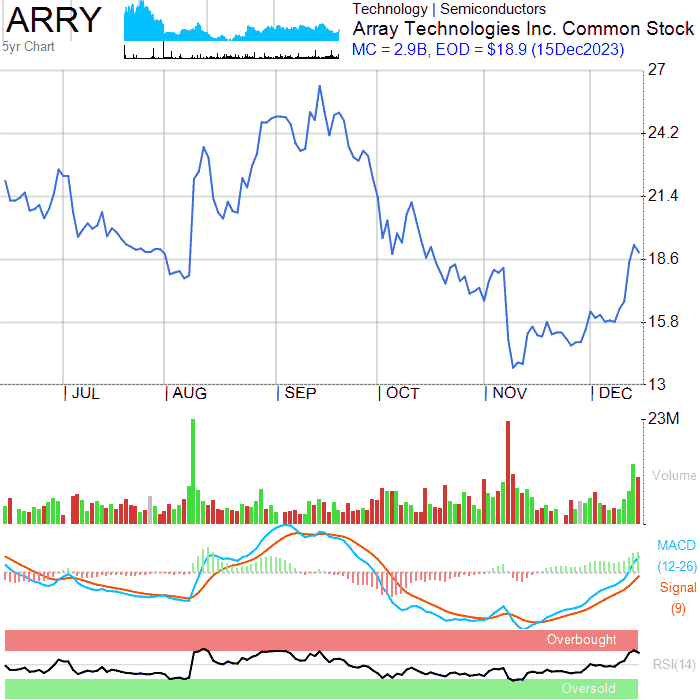 ARRY
5yr Chart
Technology | Semiconductors
Array Technologies Inc. Common Stock
MC = 2.9B, EOD = $18.9 (15Dec2023)
27
24.2
21.4
18.6
15.8
13
JUL
AUG
SEP
OCT
NOV
DEC
23M
Volume
MACD
(12-26)
Signal
(9)
Overbought
RSI(14)
Oversold